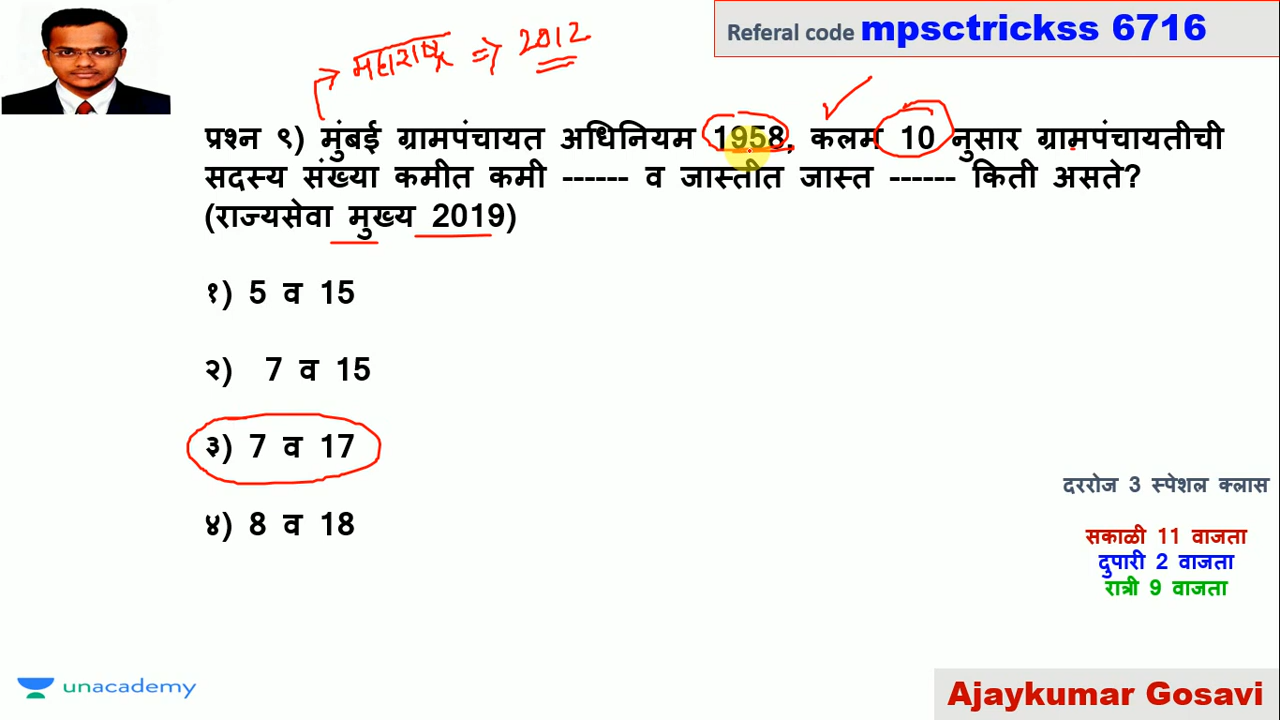 Referal code mpsctrickss 6716
महाराष्ट्र ⇒ 2012
प्रश्न ९) मुंबई ग्रामपंचायत अधिनियम 1958, कलम 10 नुसार ग्रामपंचायतीची
सदस्य संख्या कमीत कमी ------ व जास्तीत जास्त ------ किती असते?
(राज्यसेवा मुख्य 2019)
१) 5 व 15
२) 7 व 15
३) 7 व 17
४) 8 व 18
दररोज 3 स्पेशल क्लास
सकाळी 11 वाजता
दुपारी 2 वाजता
रात्री 9 वाजता
unacademy
Ajaykumar Gosavi